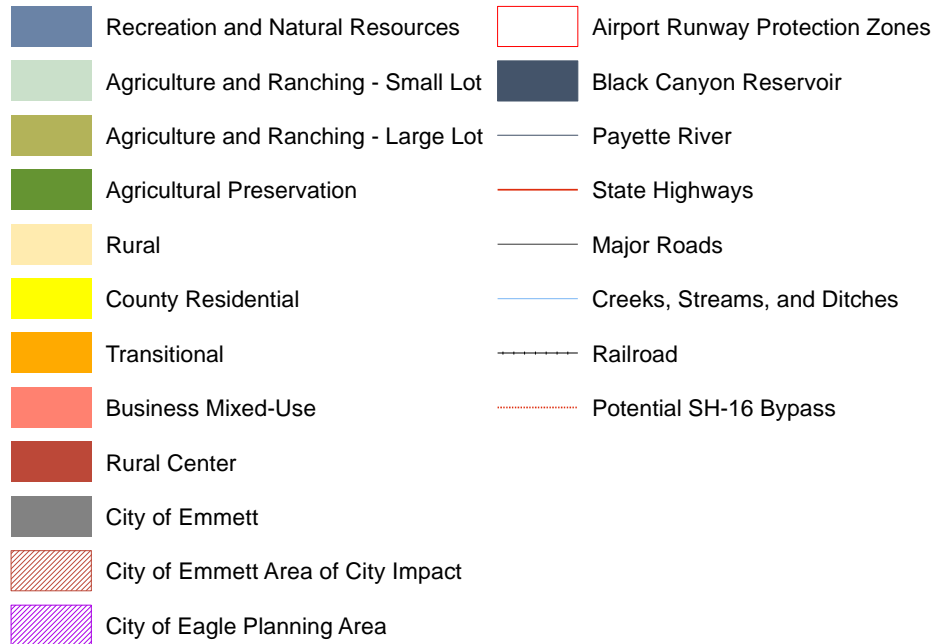 Recreation and Natural Resources
Agriculture and Ranching - Small Lot
Agriculture and Ranching - Large Lot
Agricultural Preservation
Rural
County Residential
Transitional
Business Mixed-Use
Rural Center
City of Emmett
City of Emmett Area of City Impact
City of Eagle Planning Area
Airport Runway Protection Zones
Black Canyon Reservoir
Payette River
State Highways
Major Roads
Creeks, Streams, and Ditches
Railroad
Potential SH-16 Bypass